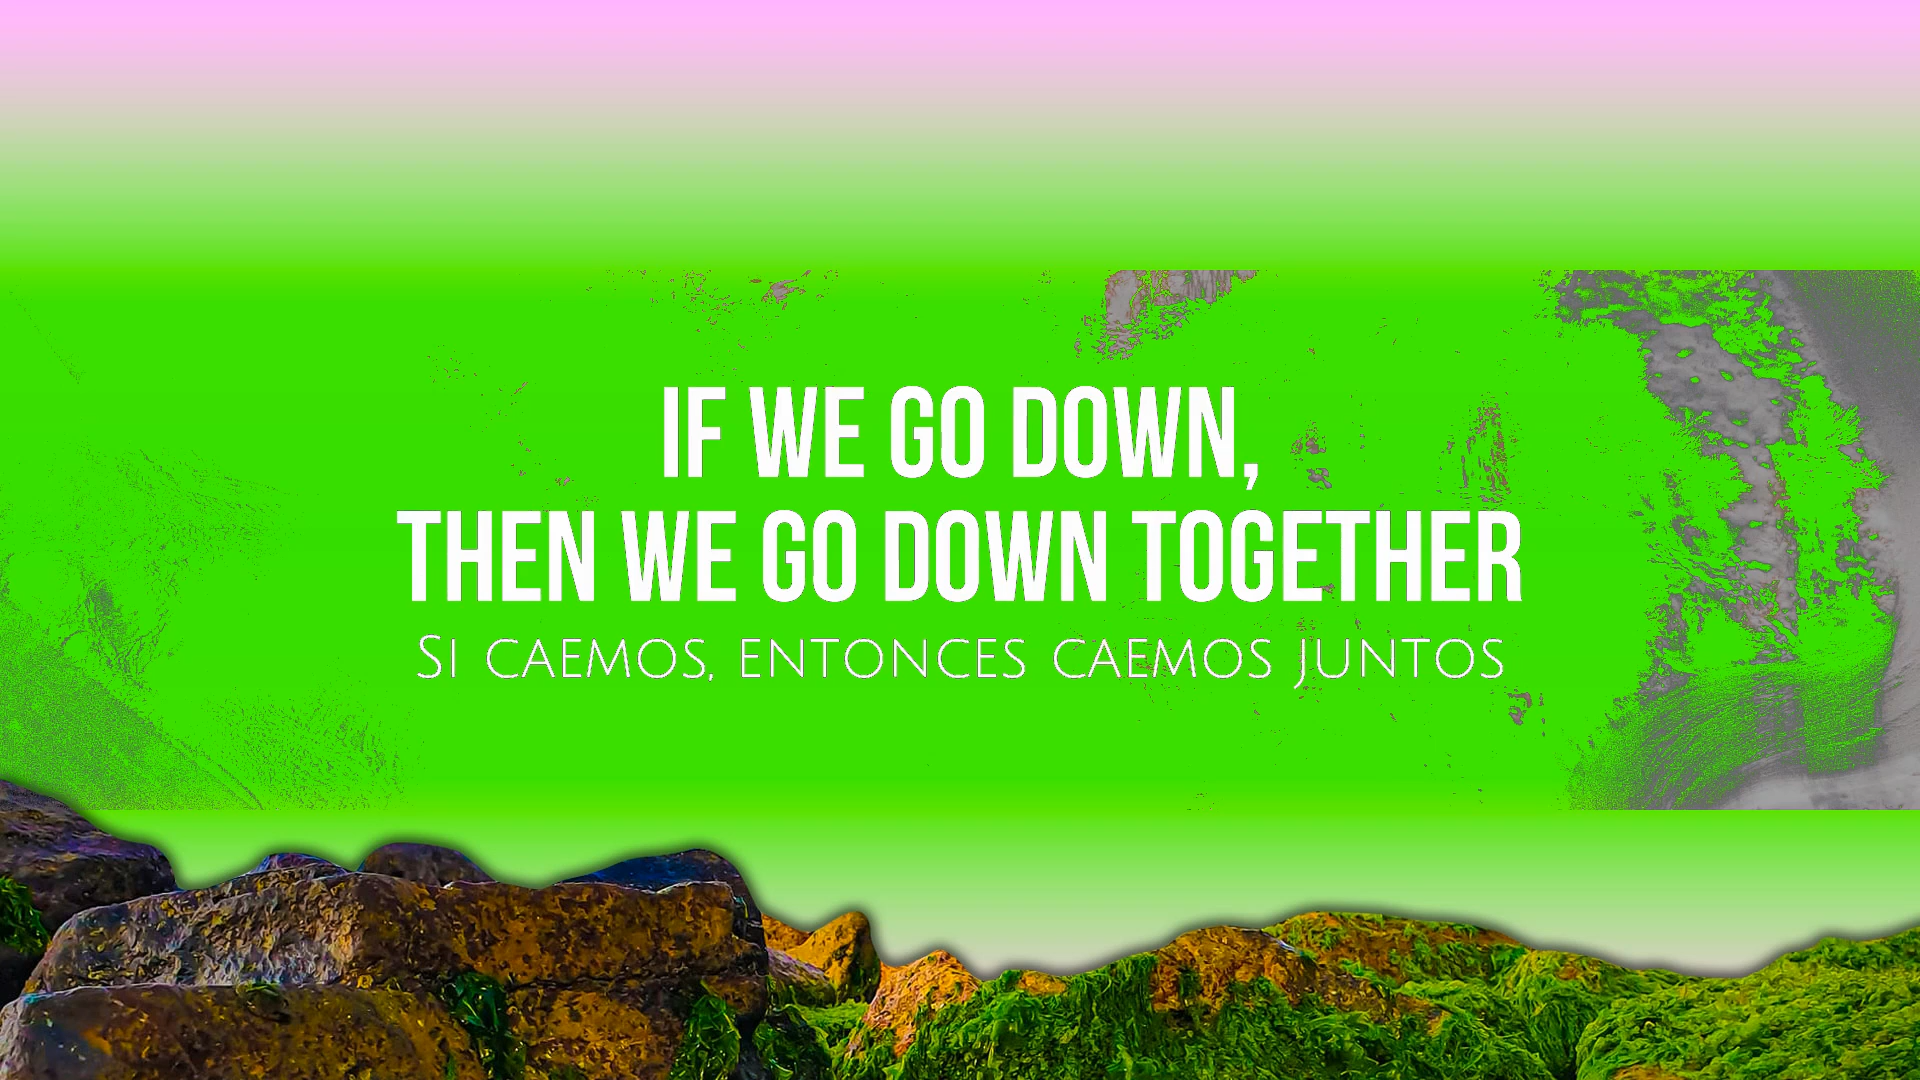 IF WE GO DOWN,
THEN WE GO DOWN TOGETHER
SI CAEMOS, ENTONCES CAEMOS JUNTOS